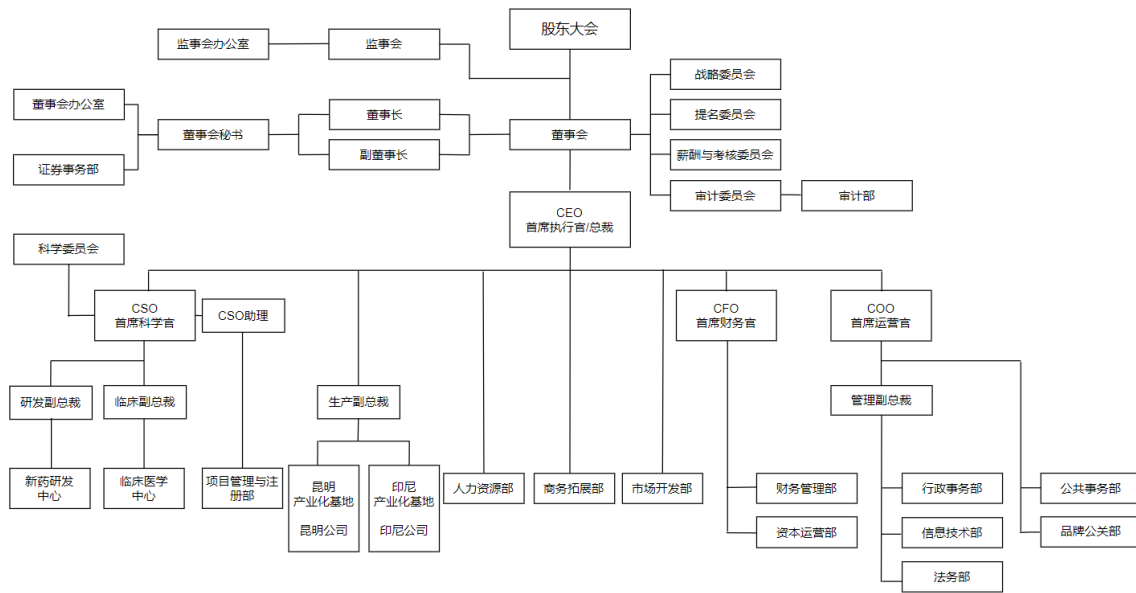 股东大会
监事会办公室
监事会
战略委员会
董事会办公室
董事长
提名委员会
董事会秘书
董事会
副董事长
薪酬与考核委员会
证券事务部
审计委员会
审计部
CEO
首席执行官/总裁
科学委员会
CSO
首席科学官
CSO助理
CFO
首席财务官
COO
首席运营官
研发副总裁
临床副总裁
生产副总裁
管理副总裁
新药研发
中心
临床医学
中心
项目管理与注
册部
昆明
产业化基地
昆明公司
印尼
产业化基地
印尼公司
人力资源部
商务拓展部
市场开发部
财务管理部
行政事务部
公共事务部
资本运营部
信息技术部
品牌公关部
法务部